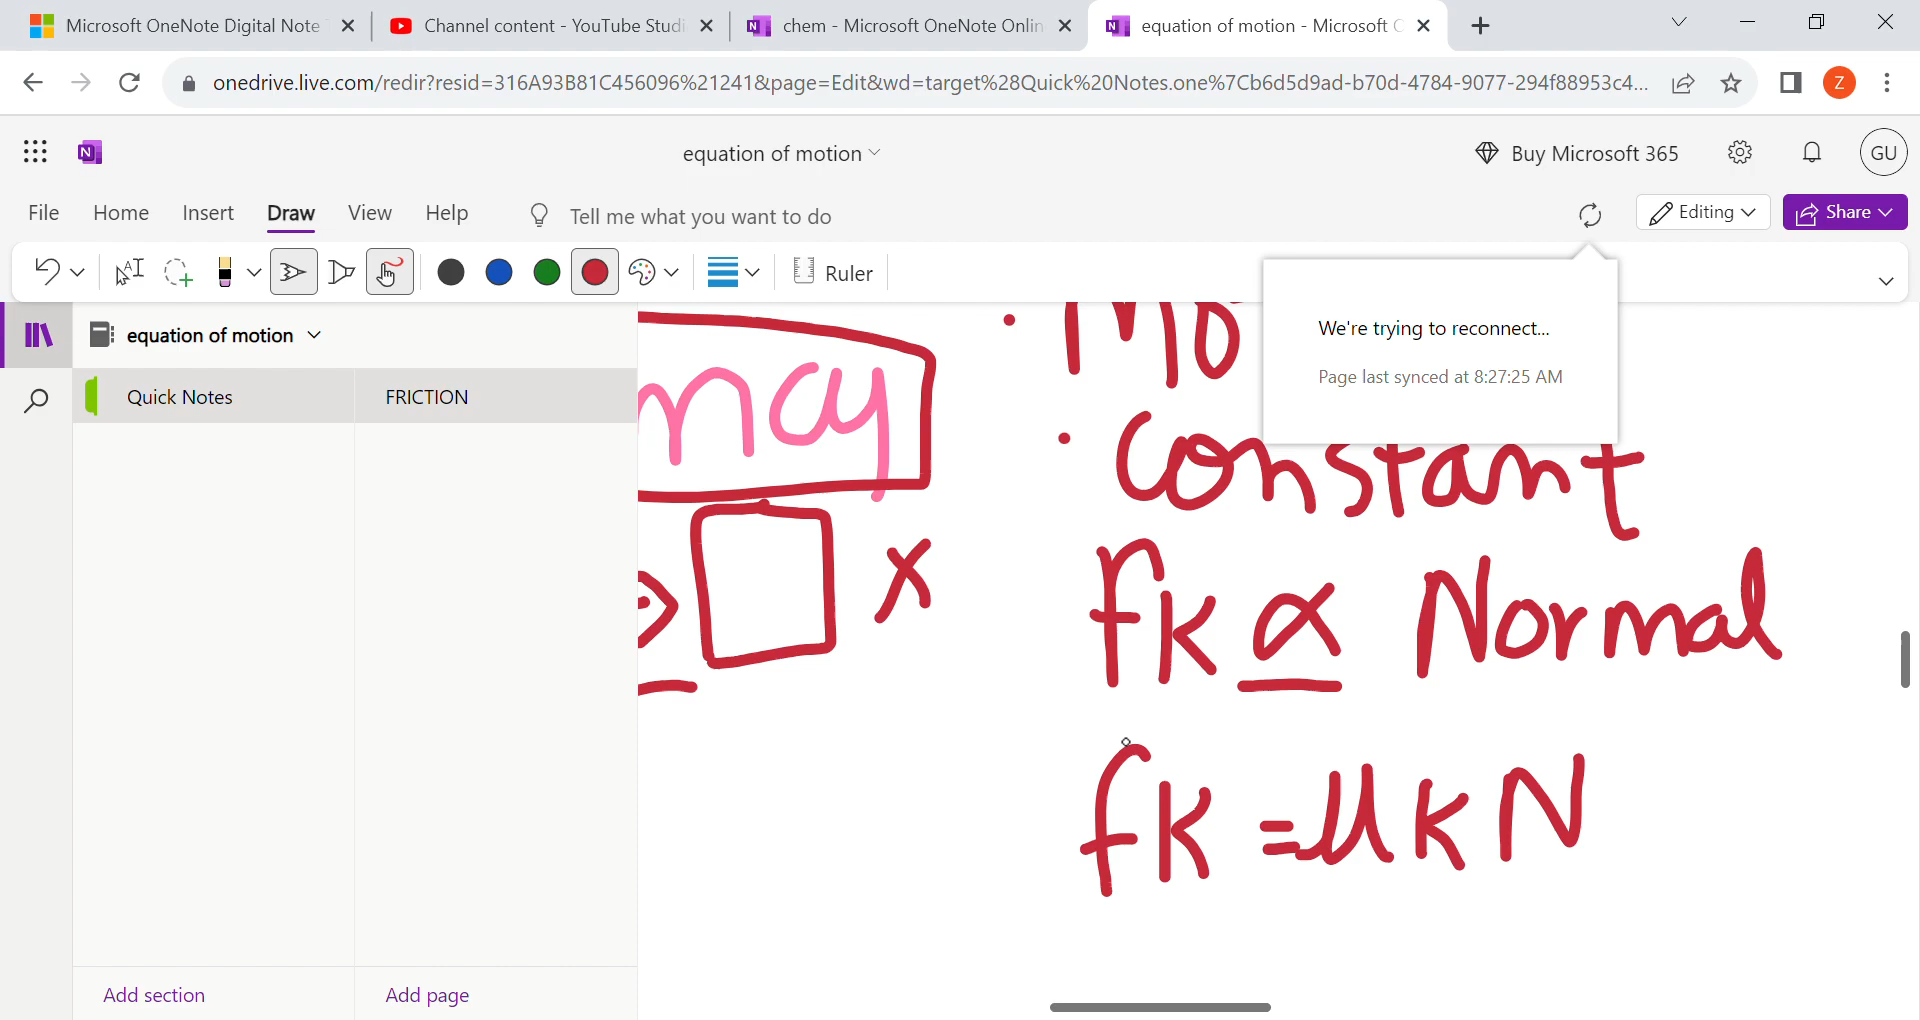 Microsoft OneNote Digital Note T
Channel content - YouTube Studi
chem - Microsoft OneNote Onlin
equation of motion - Microsoft O
onedrive.live.com/redir?resid=316A93B81C456096%21241&page=Edit&wd=target%28Quick%20Notes.one%7Cb6d5d9ad-b70d-4784-9077-294f88953c4...
Z
equation of motion
Buy Microsoft 365
GU
File Home Insert Draw View Help Tell me what you want to do
Editing
Share
Ruler
We're trying to reconnect...
Page last synced at 8:27:25 AM
equation of motion
Quick Notes
FRICTION
ncy
• Mo
• Constant
x
fk α Normal
fk = μk N
Add section
Add page